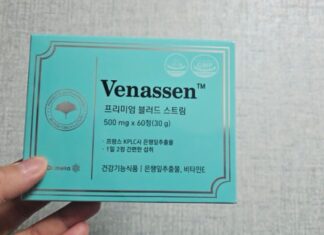 Venassen™
프리미엄 블러드 스트림
500 mg x 60정(30 g)
• 프랑스 KPLC사 은행잎추출물
• 1일 2정 간편한 섭취
건강기능식품 | 은행잎추출물, 비타민E